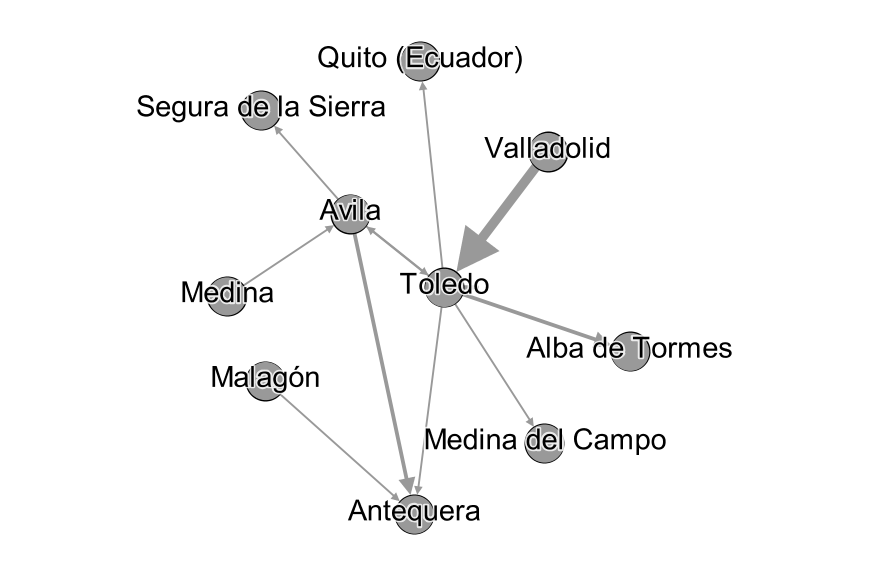 Quito (Ecuador)
Segura de la Sierra
Valladolid
Avila
Toledo
Medina
Alba de Tormes
Malagón
Medina del Campo
Antequera